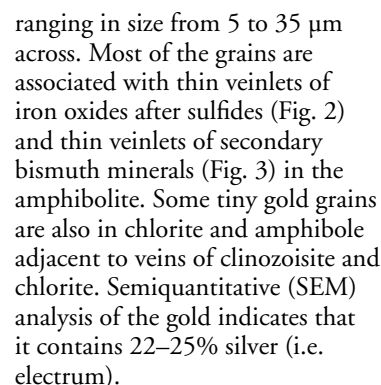 ranging in size from 5 to 35 µm
across. Most of the grains are
associated with thin veinlets of
iron oxides after sulfides (Fig. 2)
and thin veinlets of secondary
bismuth minerals (Fig. 3) in the
amphibolite. Some tiny gold grains
are also in chlorite and amphibole
adjacent to veins of clinozoisite and
chlorite. Semiquantitative (SEM)
analysis of the gold indicates that
it contains 22–25% silver (i.e.
electrum).